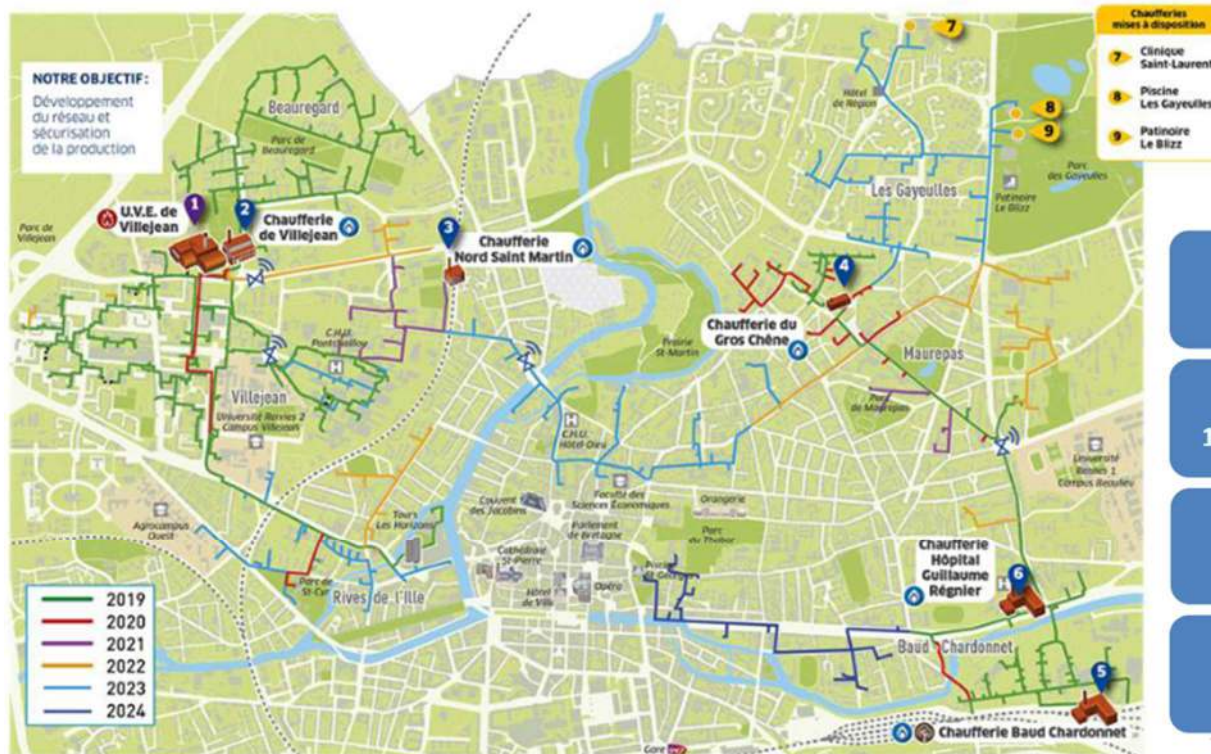 NOTRE OBJECTIF :
Développement
du réseau et
sécurisation
de la production
Beauregard
Parc de
Beauregard
Parc de
Villejean
U.V.E. de
Villejean
1
2
Chaufferie
de Villejean
3
Chaufferie
Nord Saint Martin
C.H.U.
Pontchaillou
H
Villejean
Université Rennes 2
Campus Villejean
Agrocampus
Ouest
Parc de
St-Cyr
Rives de l'Ille
Tours
Les Horizons
Couvent
des Jacobins
Cathédrale
St-Pierre
Hôtel
de Ville
Parlement
de Bretagne
Opéra
H
C.H.U.
Hôtel-Dieu
Faculté des
Sciences Économiques
Orangerie
Parc
du Thabor
Prairie
St-Martin
7
Hôtel
de Région
8
9
Parc
des Gayeulles
Patinoire
Le Blizz
Les Gayeulles
4
Chaufferie du
Gros Chêne
Maurepas
Parc
de Maurepas
Université
Rennes 1
Campus Beaulieu
Chaufferie
Hôpital
Guillaume
Régnier
H
6
Baud Chardonnet
5
Chaufferie Baud Chardonnet
Gare
2019
2020
2021
2022
2023
2024
Chaufferies
mises à disposition
7 Clinique
Saint-Laurent
8 Piscine
Les Gayeulles
9 Patinoire
Le Blizz
1